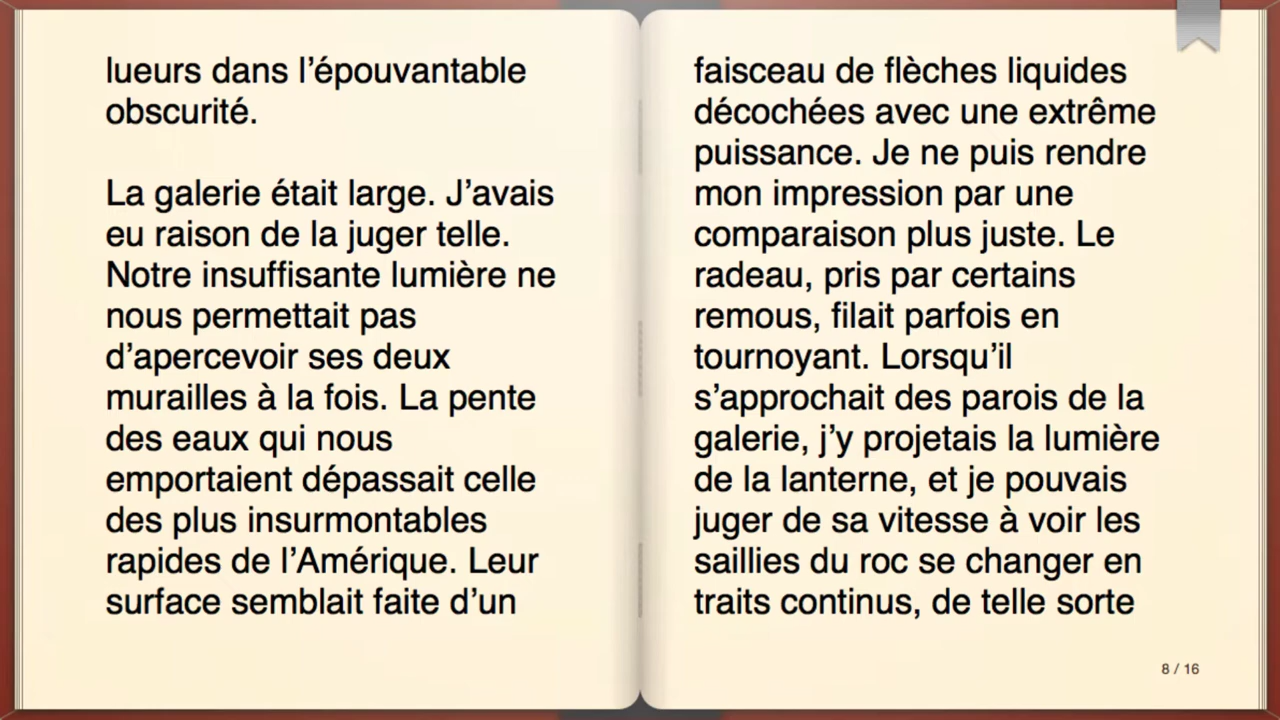 lueurs dans l’épouvantable
obscurité.
La galerie était large. J’avais
eu raison de la juger telle.
Notre insuffisante lumière ne
nous permettait pas
d’apercevoir ses deux
murailles à la fois. La pente
des eaux qui nous
emportaient dépassait celle
des plus insurmontables
rapides de l’Amérique. Leur
surface semblait faite d’un
faisceau de flèches liquides
décochées avec une extrême
puissance. Je ne puis rendre
mon impression par une
comparaison plus juste. Le
radeau, pris par certains
remous, filait parfois en
tournoyant. Lorsqu’il
s’approchait des parois de la
galerie, j’y projetais la lumière
de la lanterne, et je pouvais
juger de sa vitesse à voir les
saillies du roc se changer en
traits continus, de telle sorte
8 / 16